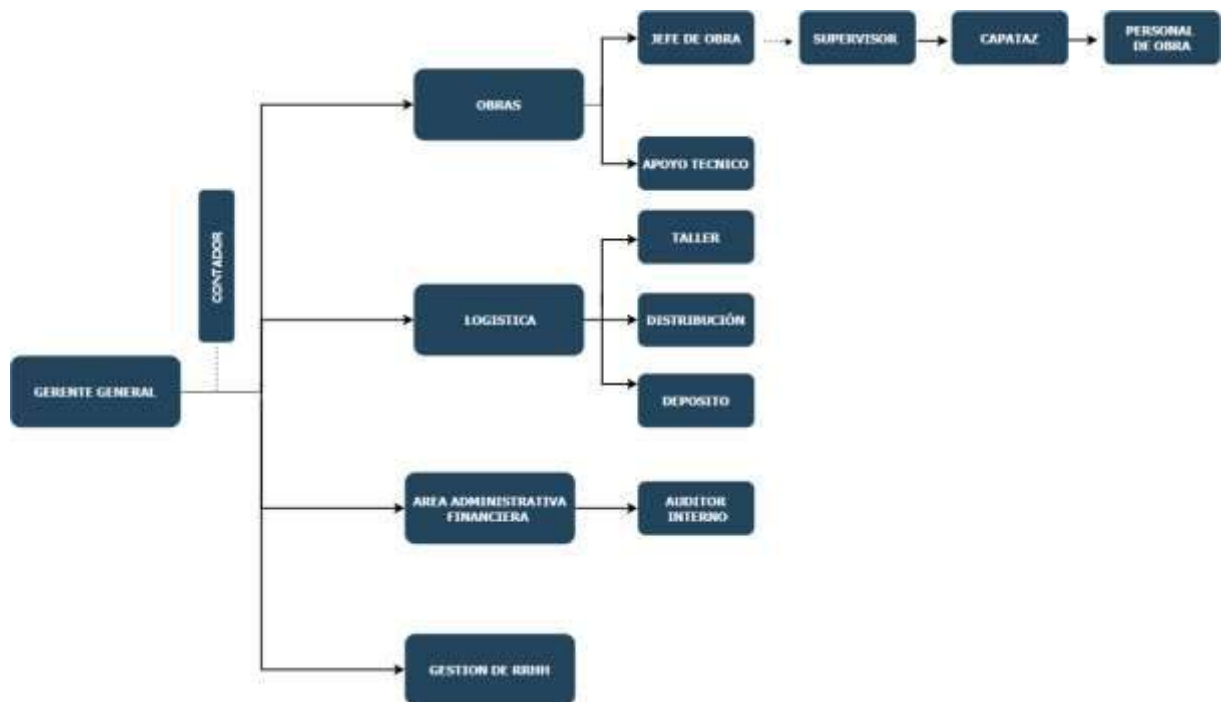 JEFE DE OBRA
SUPERVISOR
CAPATAZ
PERSONAL
DE OBRA
OBRAS
APOYO TECNICO
CONTADOR
TALLER
LOGISTICA
DISTRIBUCIÓN
DEPOSITO
GERENTE GENERAL
AREA ADMINISTRATIVA
FINANCIERA
AUDITOR
INTERNO
GESTION DE RRHH